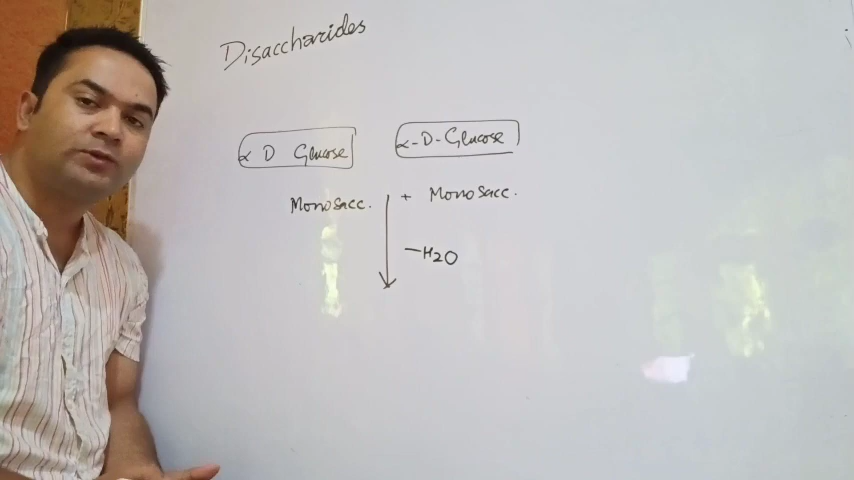 Disaccharides
α D Glucose α-D-Glucose
Monosacc. + Monosacc.
-H2O